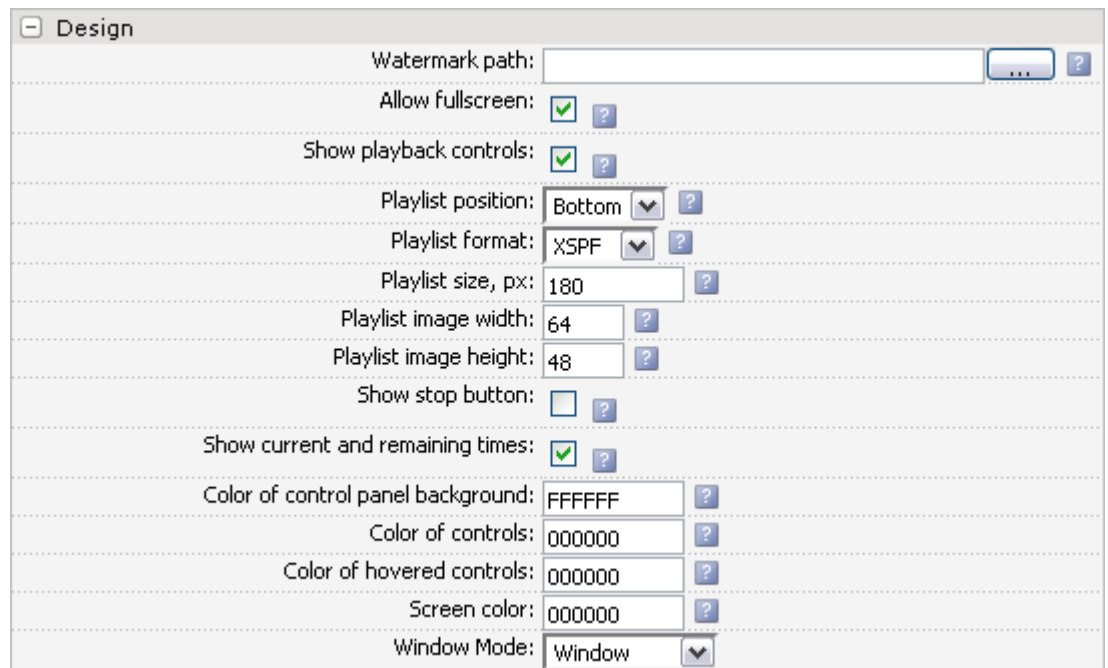 Design
Watermark path: ...
Allow fullscreen: ?
Show playback controls: ?
Playlist position: Bottom ?
Playlist format: XSPF ?
Playlist size, px: 180 ?
Playlist image width: 64 ?
Playlist image height: 48 ?
Show stop button: ?
Show current and remaining times: ?
Color of control panel background: FFFFFF ?
Color of controls: 000000 ?
Color of hovered controls: 000000 ?
Screen color: 000000 ?
Window Mode: Window